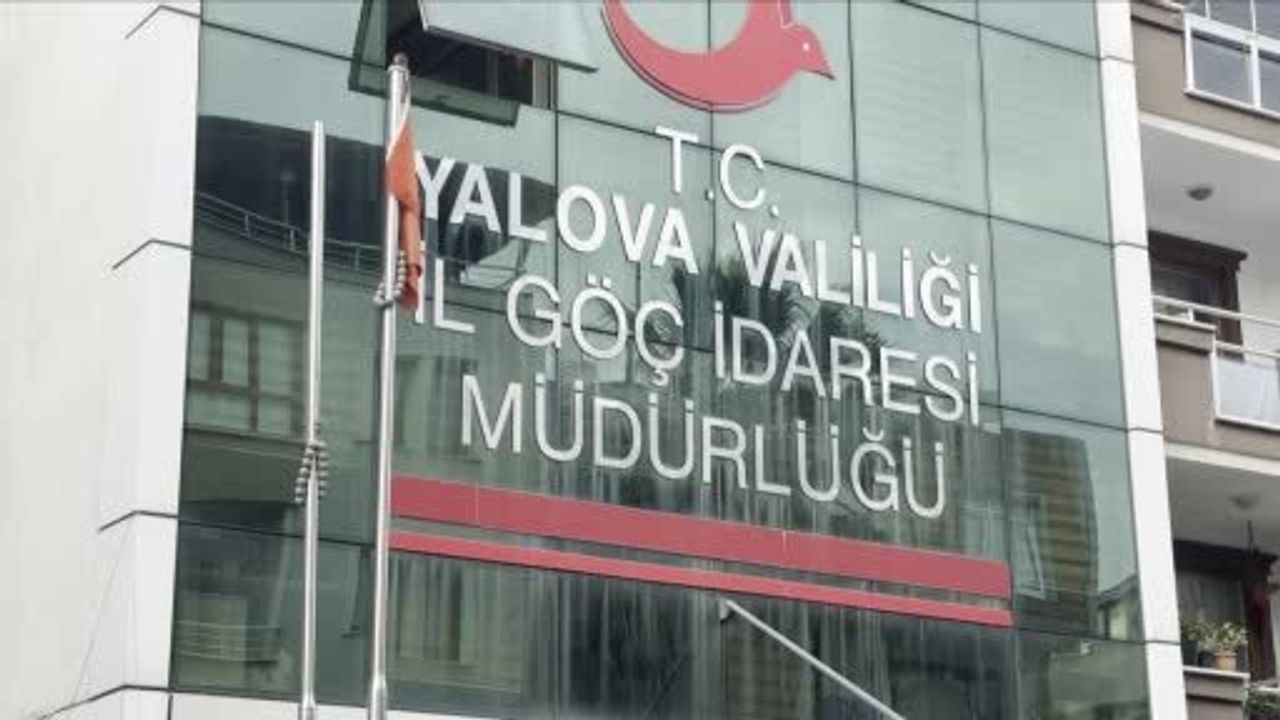 T.C.
YALOVA VALİLİĞİ
İL GÖÇ İDARESİ
MÜDÜRLÜĞÜ